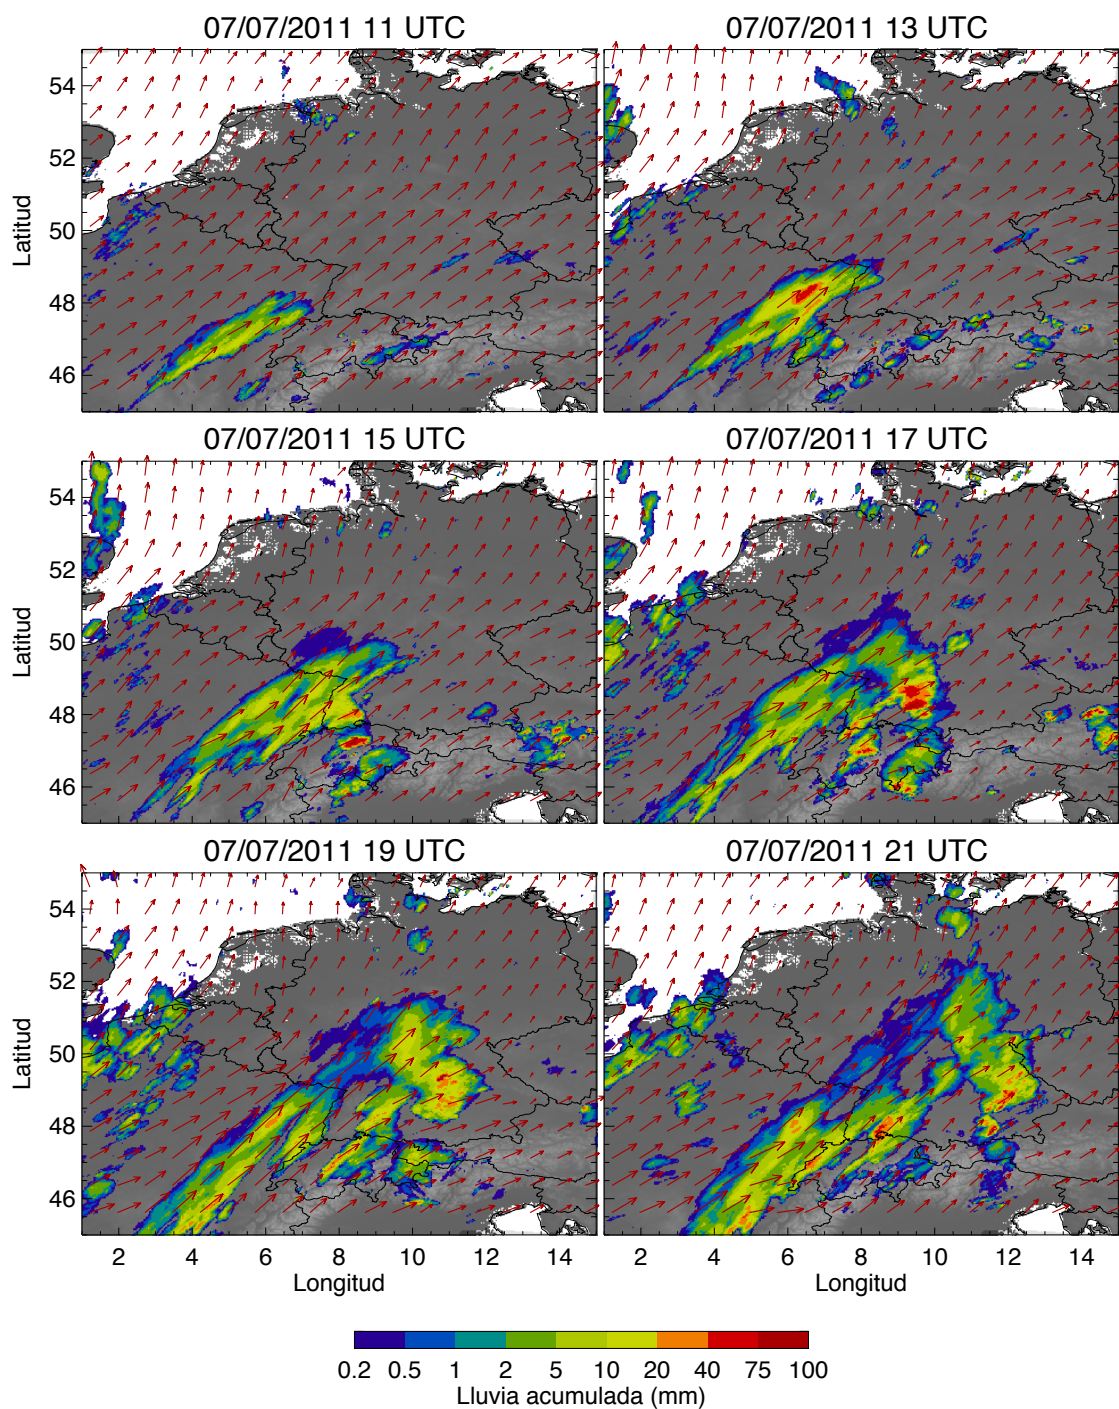 07/07/2011 11 UTC
07/07/2011 13 UTC
54
52
50
48
46
Latitud
07/07/2011 15 UTC
07/07/2011 17 UTC
54
52
50
48
46
Latitud
07/07/2011 19 UTC
07/07/2011 21 UTC
54
52
50
48
46
Latitud
2 4 6 8 10 12 14
2 4 6 8 10 12 14
Longitud
Longitud
0.2 0.5 1 2 5 10 20 40 75 100
Lluvia acumulada (mm)